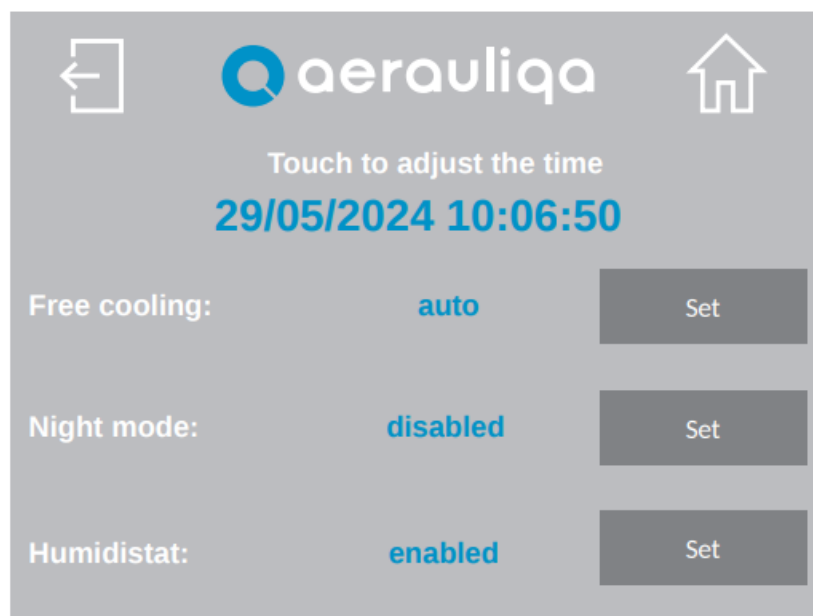 aerauliqa
Touch to adjust the time
29/05/2024 10:06:50
Free cooling: auto Set
Night mode: disabled Set
Humidistat: enabled Set